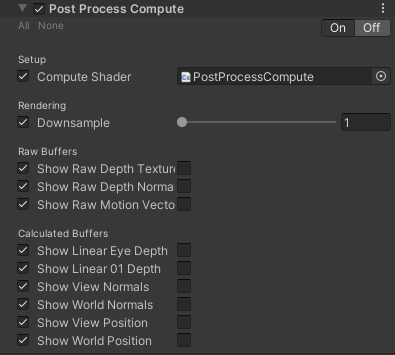 Post Process Compute
All None
On Off
Setup
Compute Shader PostProcessCompute
Rendering
Downsample 1
Raw Buffers
Show Raw Depth Texture
Show Raw Depth Norma
Show Raw Motion Vecto
Calculated Buffers
Show Linear Eye Depth
Show Linear 01 Depth
Show View Normals
Show World Normals
Show View Position
Show World Position